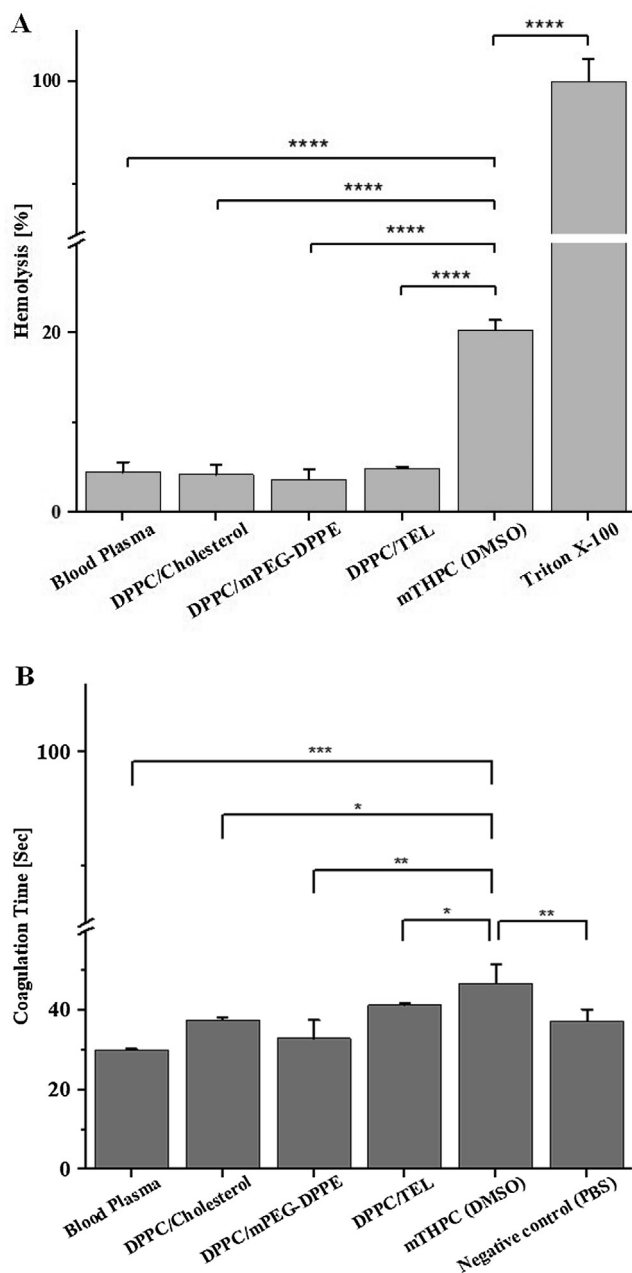 A
****
100
****
****
****
****
Hemolysis [%]
20
0
Blood Plasma
DPPC/Cholesterol
DPPC/mPEG-DPPE
DPPC/TEL
mTHPC (DMSO)
Triton X-100
B
100
***
*
**
*
**
Coagulation Time [Sec]
40
20
0
Blood Plasma
DPPC/Cholesterol
DPPC/mPEG-DPPE
DPPC/TEL
mTHPC (DMSO)
Negative control (PBS)